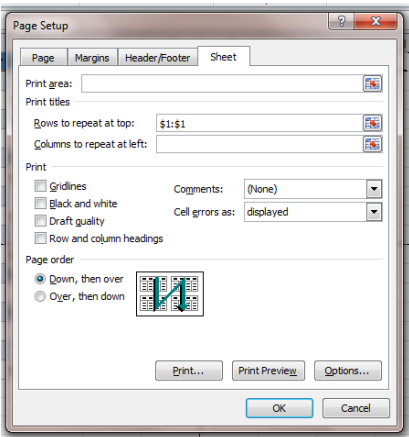 Page Setup
Page Margins Header/Footer Sheet
Print area:
Print titles
Rows to repeat at top: $1:$1
Columns to repeat at left:
Print
Gridlines
Black and white
Draft quality
Row and column headings
Comments: (None)
Cell errors as: displayed
Page order
Down, then over
Over, then down
Print... Print Preview Options...
OK Cancel